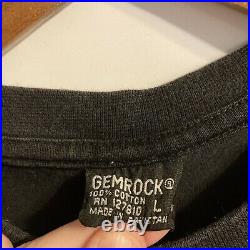 GEMROCK®
100% COTTON
RN 127810 L
MADE IN PAKISTAN